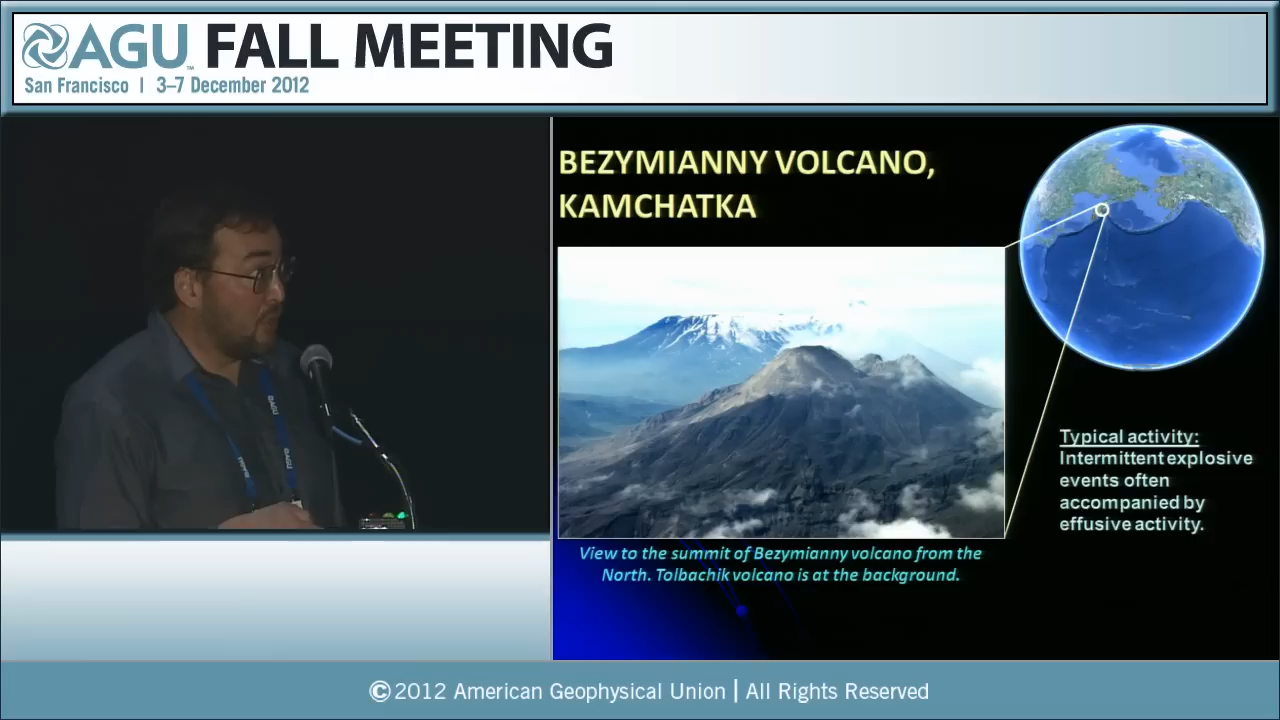 AGU FALL MEETING
San Francisco | 3–7 December 2012
BEZYMIANNY VOLCANO,
KAMCHATKA
Typical activity:
Intermittent explosive
events often
accompanied by
effusive activity.
View to the summit of Bezymianny volcano from the
North. Tolbachik volcano is at the background.
AGU
AGU
©2012 American Geophysical Union | All Rights Reserved